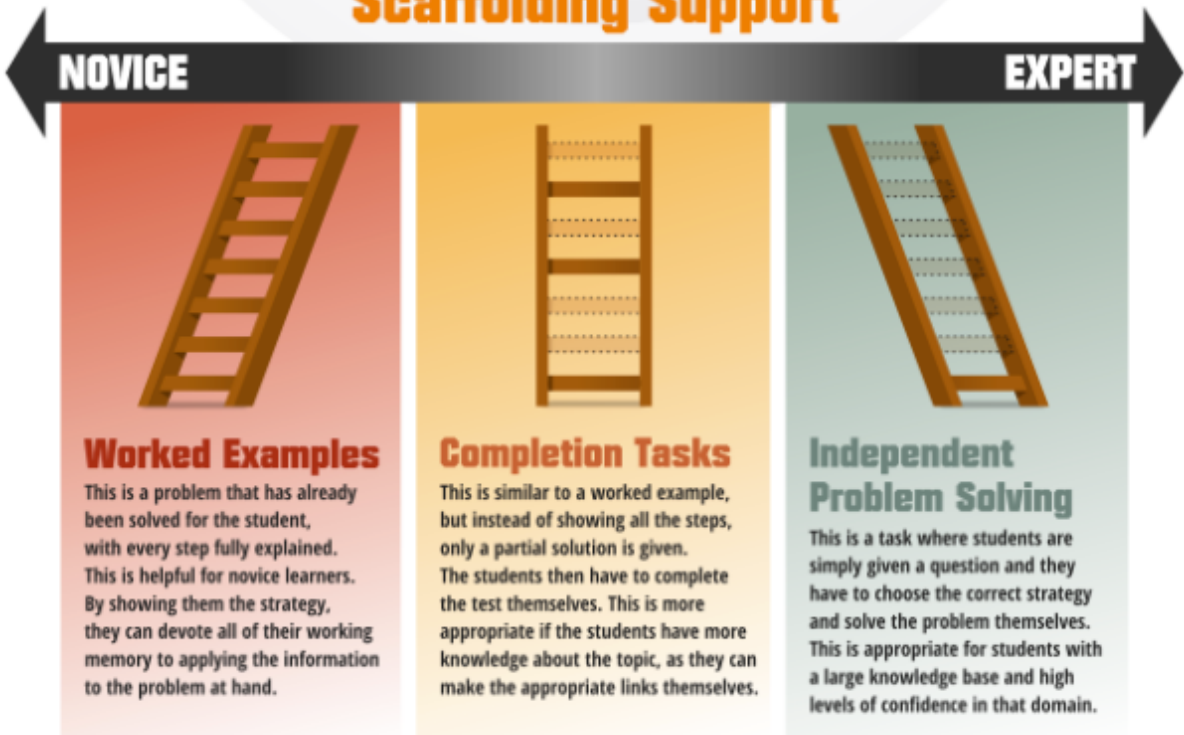 Scaffolding Support
NOVICE
EXPERT
Worked Examples
This is a problem that has already
been solved for the student,
with every step fully explained.
This is helpful for novice learners.
By showing them the strategy,
they can devote all of their working
memory to applying the information
to the problem at hand.
Completion Tasks
This is similar to a worked example,
but instead of showing all the steps,
only a partial solution is given.
The students then have to complete
the test themselves. This is more
appropriate if the students have more
knowledge about the topic, as they can
make the appropriate links themselves.
Independent
Problem Solving
This is a task where students are
simply given a question and they
have to choose the correct strategy
and solve the problem themselves.
This is appropriate for students with
a large knowledge base and high
levels of confidence in that domain.